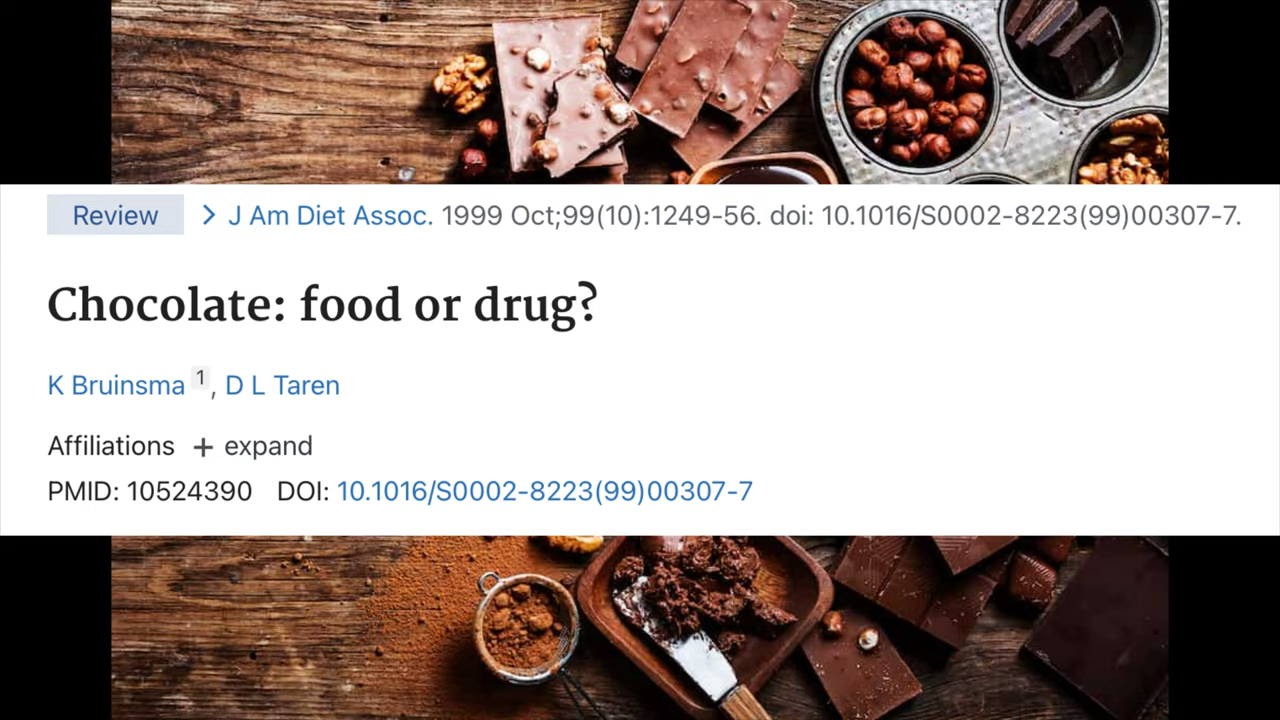 Review > J Am Diet Assoc. 1999 Oct;99(10):1249-56. doi: 10.1016/S0002-8223(99)00307-7.
Chocolate: food or drug?
K Bruinsma 1, D L Taren
Affiliations + expand
PMID: 10524390 DOI: 10.1016/S0002-8223(99)00307-7